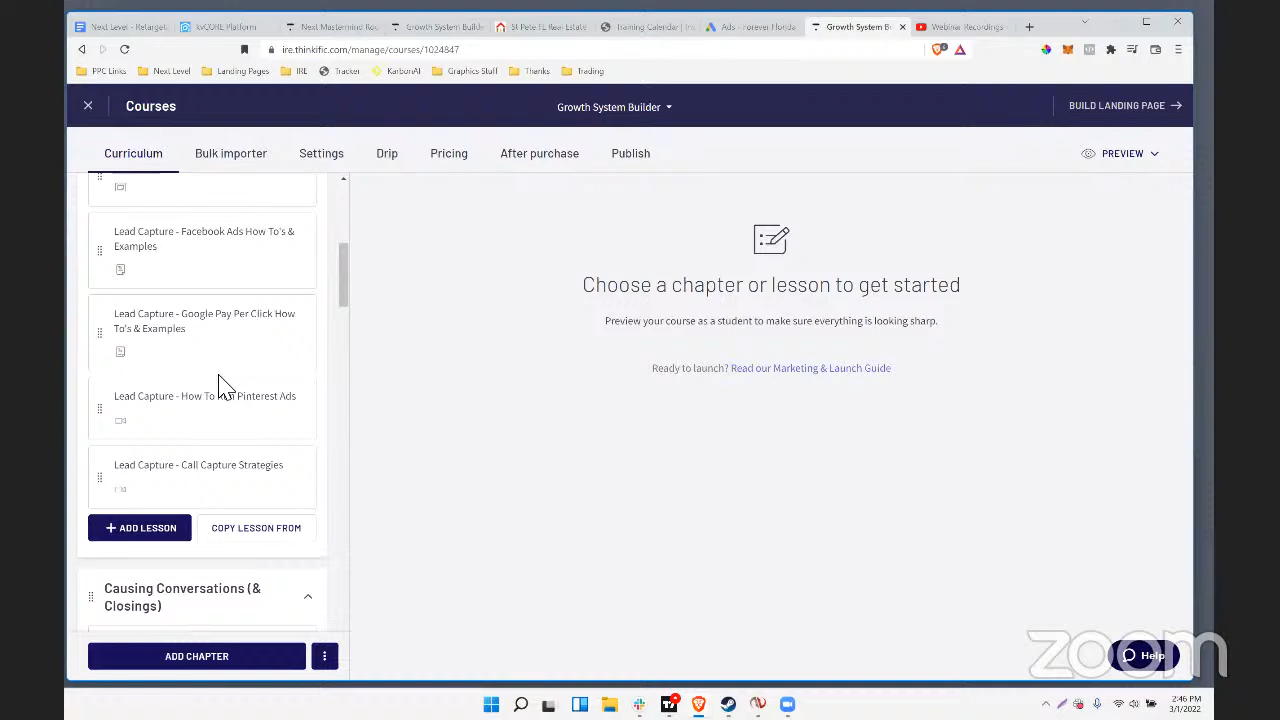 Next Level - Retarget
kvCORE Platform
Next Mastermind Ro
Growth System Build
St Pete FL Real Estate
Training Calendar | In
Ads - Forever Florida
Growth System B
Webinar Recordings
ire.thinkific.com/manage/courses/1024847
PPC Links
Next Level
Landing Pages
IRE
Tracker
KarbonAI
Graphics Stuff
Thanks
Trading
Courses
Growth System Builder
BUILD LANDING PAGE
Curriculum
Bulk importer
Settings
Drip
Pricing
After purchase
Publish
PREVIEW
Lead Capture - Facebook Ads How To's &
Examples
Lead Capture - Google Pay Per Click How
To's & Examples
Lead Capture - How To Pinterest Ads
Lead Capture - Call Capture Strategies
+ ADD LESSON
COPY LESSON FROM
Causing Conversations (&
Closings)
ADD CHAPTER
Choose a chapter or lesson to get started
Preview your course as a student to make sure everything is looking sharp.
Ready to launch? Read our Marketing & Launch Guide
zoom
Help
2:46 PM
3/1/2022